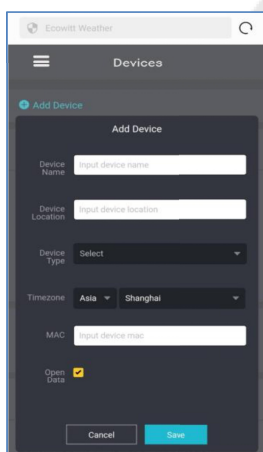 Ecowitt Weather
Devices
Add Device
Add Device
Device Name
Input device name
Device Location
Input device location
Device Type
Select
Timezone
Asia
Shanghai
MAC
Input device mac
Open Data
Cancel
Save